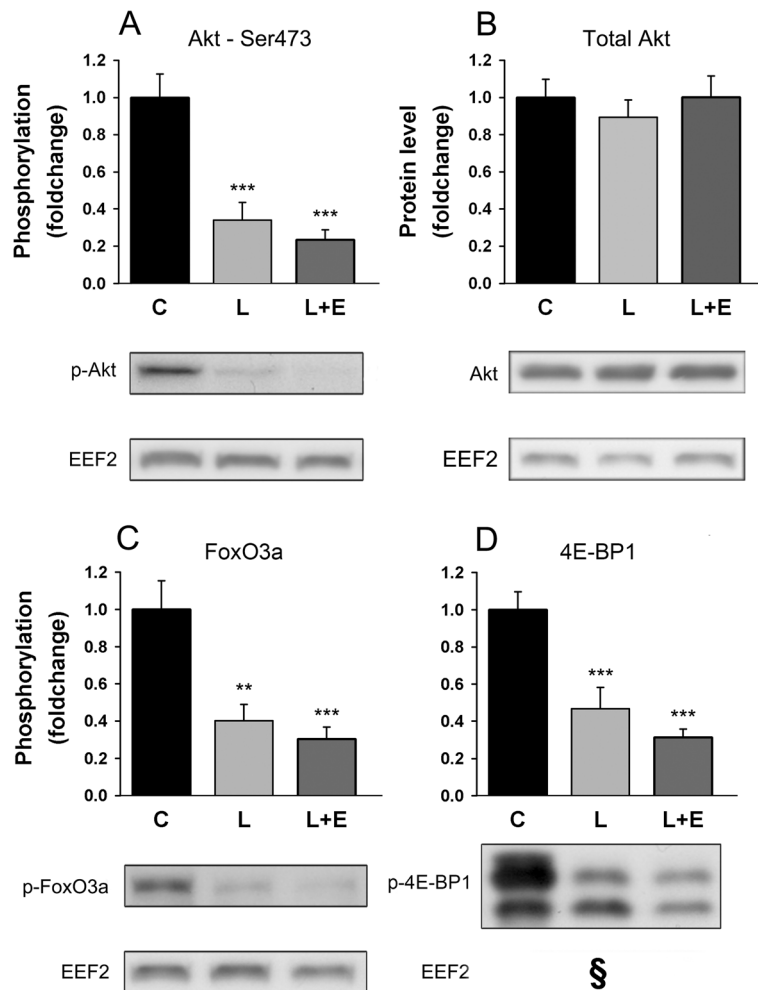 A
Akt - Ser473
Phosphorylation
(foldchange)
1.2
1.0
0.8
0.6
0.4
0.2
0.0
***
***
C L L+E
p-Akt
EEF2
B
Total Akt
Protein level
(foldchange)
1.2
1.0
0.8
0.6
0.4
0.2
0.0
C L L+E
Akt
EEF2
C
FoxO3a
Phosphorylation
(foldchange)
1.2
1.0
0.8
0.6
0.4
0.2
0.0
**
***
C L L+E
p-FoxO3a
EEF2
D
4E-BP1
1.2
1.0
0.8
0.6
0.4
0.2
0.0
***
***
C L L+E
p-4E-BP1
EEF2 §